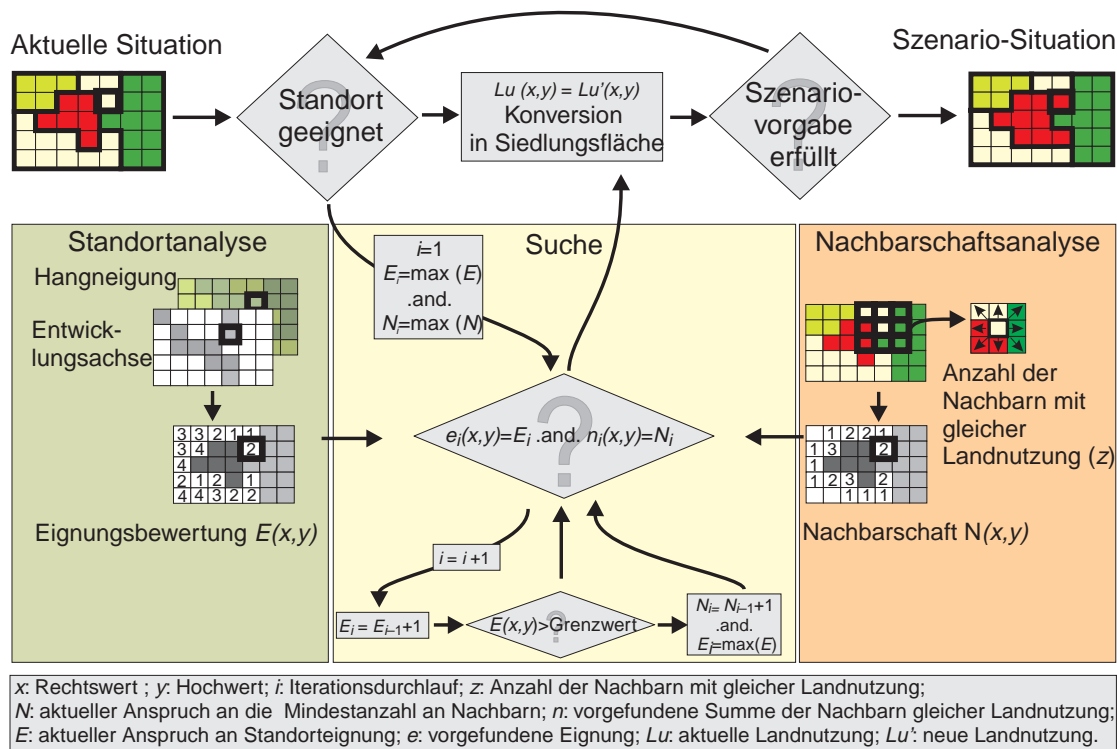 Aktuelle Situation
Szenario-Situation
?
Standort
geeignet
Lu (x,y) = Lu'(x,y)
Konversion
in Siedlungsfläche
?
Szenario-
vorgabe
erfüllt
Standortanalyse
Hangneigung
Entwick-
lungsachse
3 3 2 1 1
3 4 2
4
2 1 2 1
4 4 3 2 2
Eignungsbewertung E(x,y)
Suche
i=1
Ei=max (E)
.and.
Ni=max (N)
?
ei(x,y)=Ei .and. ni(x,y)=Ni
i = i +1
Ei = Ei–1+1
?
E(x,y)>Grenzwert
Ni= Ni–1+1
.and.
Ei=max(E)
Nachbarschaftsanalyse
Anzahl der
Nachbarn mit
gleicher
Landnutzung (z)
1 2 2 1
1 3 2
1
1 2 3 2
1 1 1
Nachbarschaft N(x,y)
x: Rechtswert ; y: Hochwert; i: Iterationsdurchlauf; z: Anzahl der Nachbarn mit gleicher Landnutzung;
N: aktueller Anspruch an die Mindestanzahl an Nachbarn; n: vorgefundene Summe der Nachbarn gleicher Landnutzung;
E: aktueller Anspruch an Standorteignung; e: vorgefundene Eignung; Lu: aktuelle Landnutzung; Lu': neue Landnutzung.